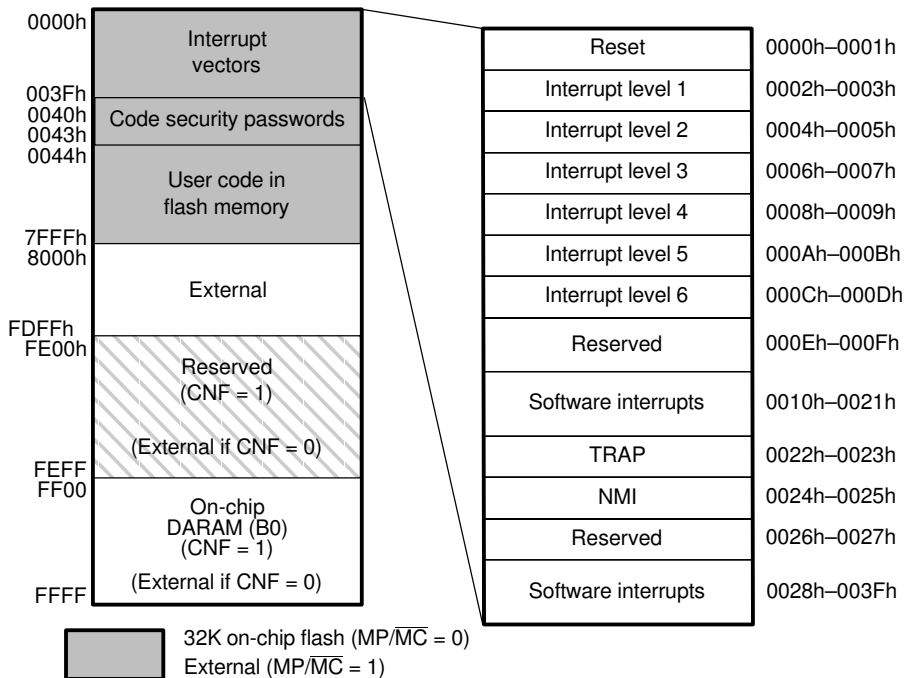 0000h
Interrupt
vectors
003Fh
0040h
Code security passwords
0043h
0044h
User code in
flash memory
7FFFh
8000h
External
FDFFh
FE00h
Reserved
(CNF = 1)
(External if CNF = 0)
FEFF
FF00
On-chip
DARAM (B0)
(CNF = 1)
(External if CNF = 0)
FFFF
Reset 0000h–0001h
Interrupt level 1 0002h–0003h
Interrupt level 2 0004h–0005h
Interrupt level 3 0006h–0007h
Interrupt level 4 0008h–0009h
Interrupt level 5 000Ah–000Bh
Interrupt level 6 000Ch–000Dh
Reserved 000Eh–000Fh
Software interrupts 0010h–0021h
TRAP 0022h–0023h
NMI 0024h–0025h
Reserved 0026h–0027h
Software interrupts 0028h–003Fh
32K on-chip flash (MP/M̅C̅ = 0)
External (MP/M̅C̅ = 1)